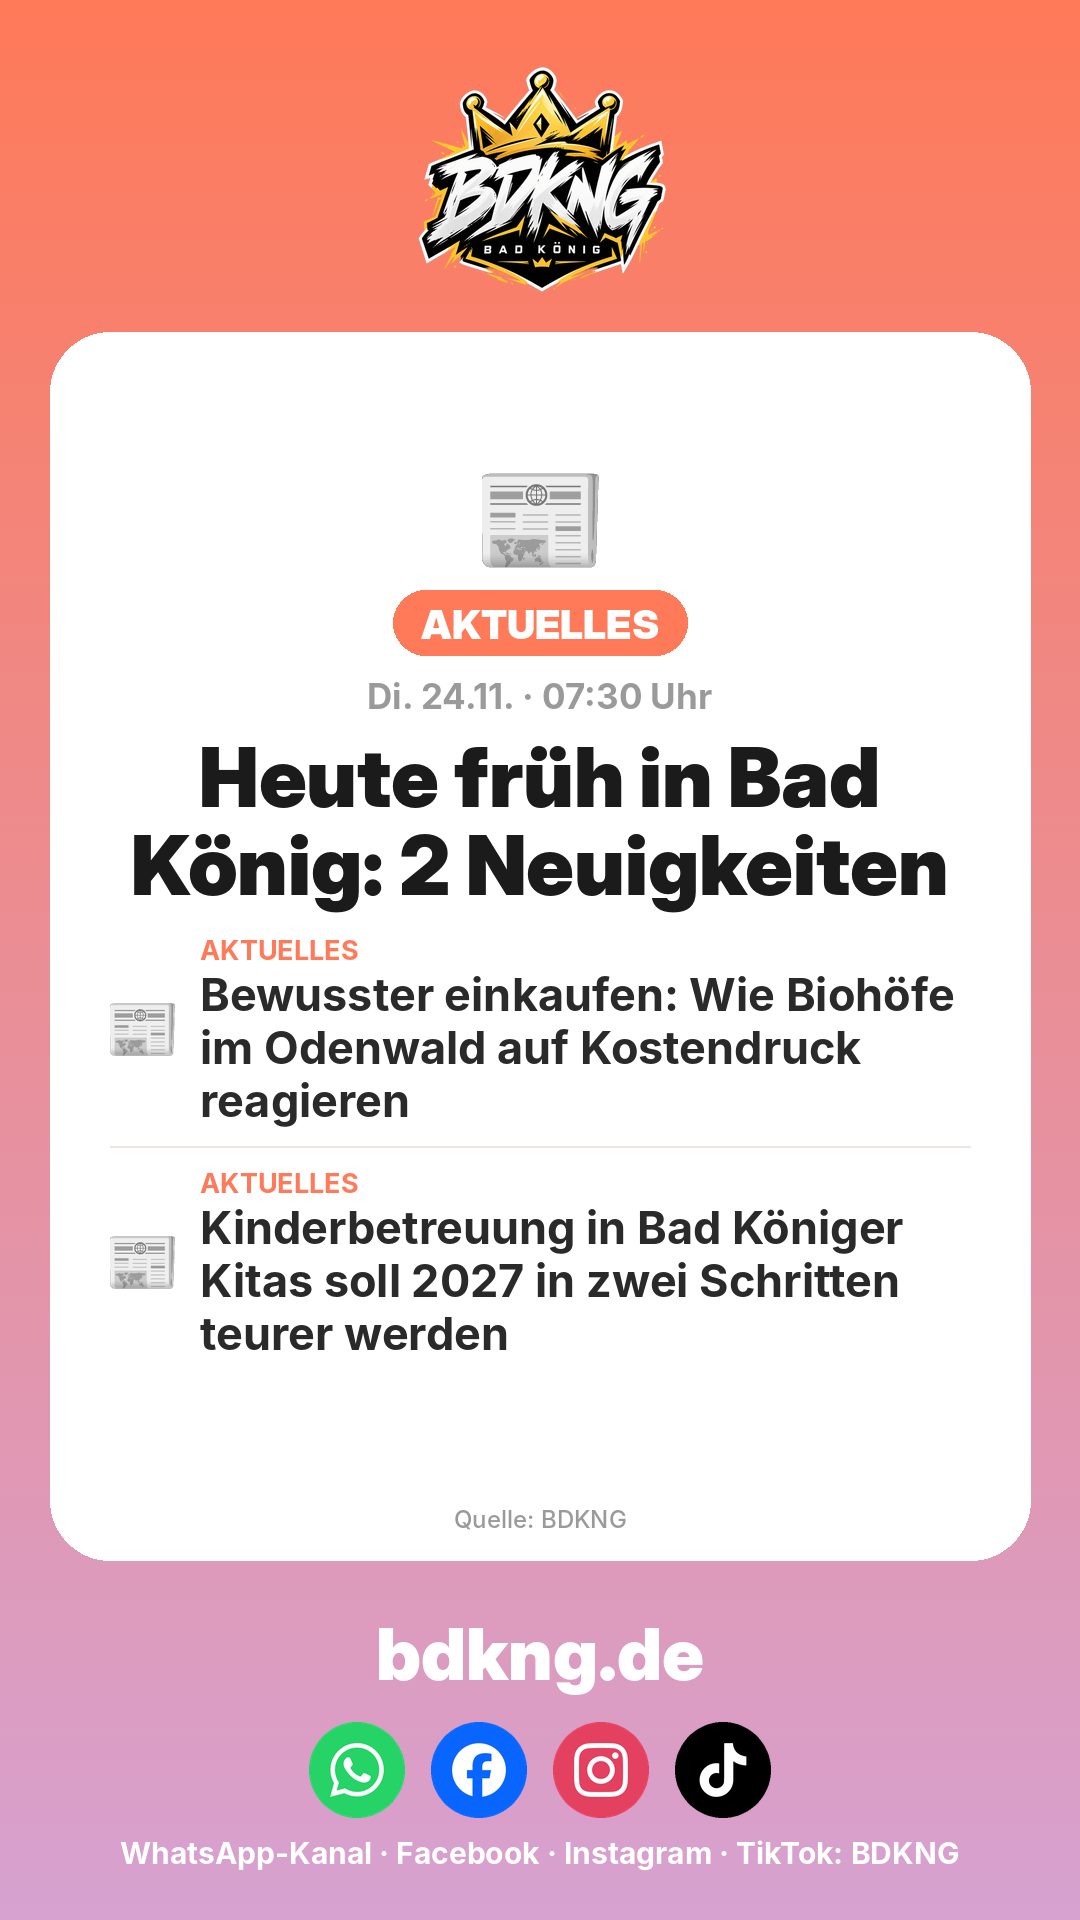 BDKNG
BAD KÖNIG
AKTUELLES
Di. 24.11. · 07:30 Uhr
Heute früh in Bad
König: 2 Neuigkeiten
AKTUELLES
Bewusster einkaufen: Wie Biohöfe
im Odenwald auf Kostendruck
reagieren
AKTUELLES
Kinderbetreuung in Bad Königer
Kitas soll 2027 in zwei Schritten
teurer werden
Quelle: BDKNG
bdkng.de
WhatsApp-Kanal · Facebook · Instagram · TikTok: BDKNG